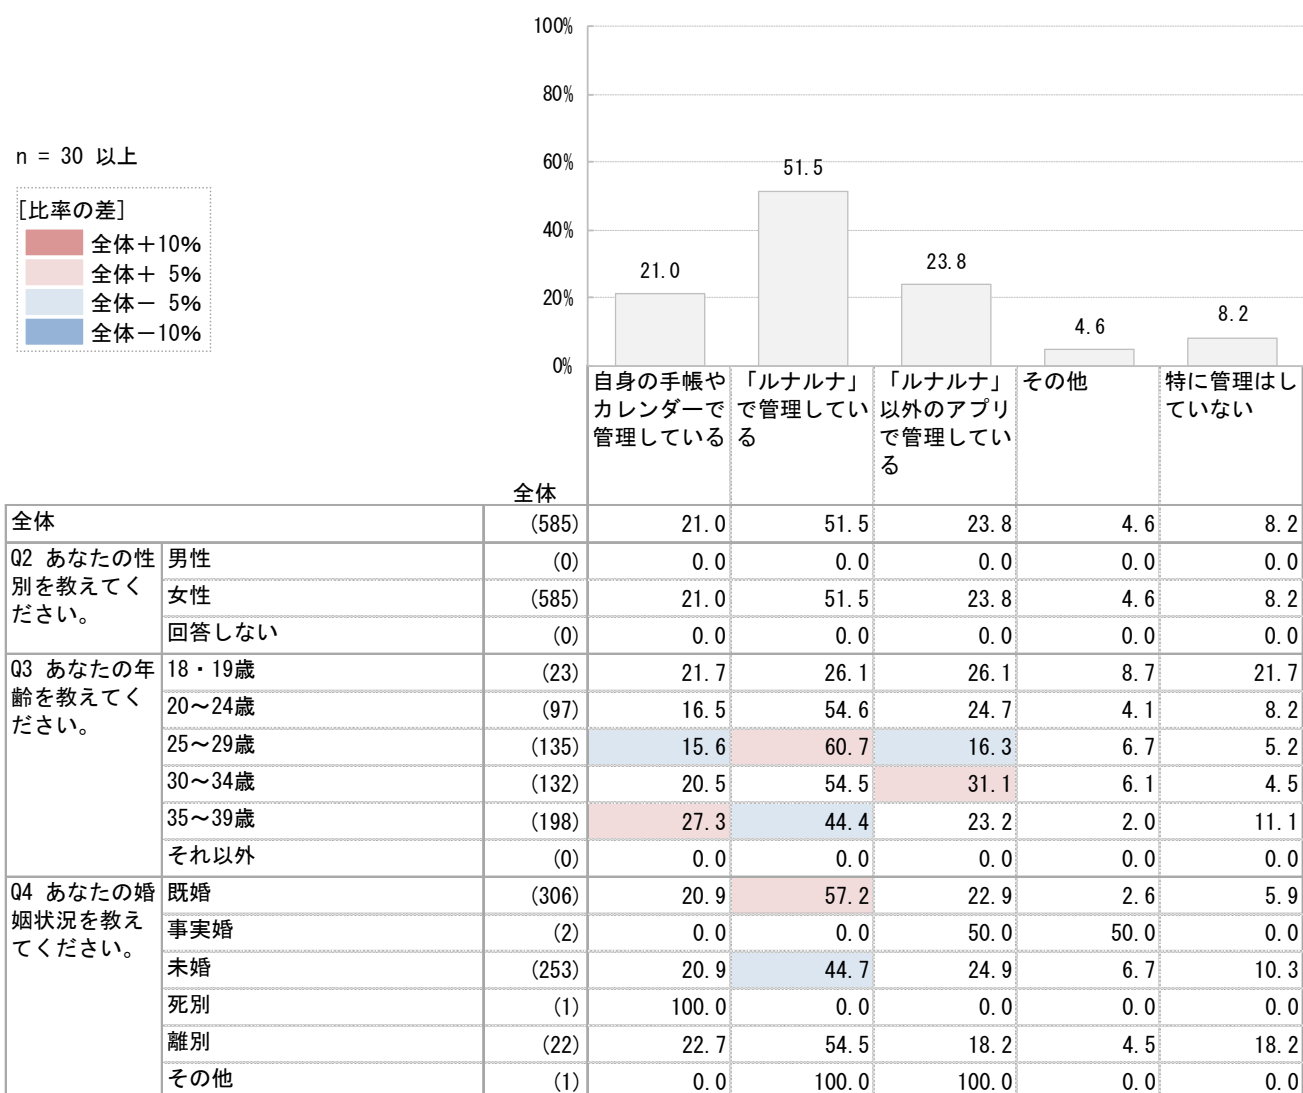 100%
80%
60%
40%
20%
0%
n = 30 以上
[比率の差]
全体＋10%
全体＋ 5%
全体－ 5%
全体－10%
21.0
51.5
23.8
4.6
8.2
自身の手帳や
カレンダーで
管理している
「ルナルナ」
で管理してい
る
「ルナルナ」
以外のアプリ
で管理してい
る
その他
特に管理はし
ていない
全体
全体 (585) 21.0 51.5 23.8 4.6 8.2
Q2 あなたの性
別を教えてく
ださい。
男性 (0) 0.0 0.0 0.0 0.0 0.0
女性 (585) 21.0 51.5 23.8 4.6 8.2
回答しない (0) 0.0 0.0 0.0 0.0 0.0
Q3 あなたの年
齢を教えてく
ださい。
18・19歳 (23) 21.7 26.1 26.1 8.7 21.7
20～24歳 (97) 16.5 54.6 24.7 4.1 8.2
25～29歳 (135) 15.6 60.7 16.3 6.7 5.2
30～34歳 (132) 20.5 54.5 31.1 6.1 4.5
35～39歳 (198) 27.3 44.4 23.2 2.0 11.1
それ以外 (0) 0.0 0.0 0.0 0.0 0.0
Q4 あなたの婚
姻状況を教え
てください。
既婚 (306) 20.9 57.2 22.9 2.6 5.9
事実婚 (2) 0.0 0.0 50.0 50.0 0.0
未婚 (253) 20.9 44.7 24.9 6.7 10.3
死別 (1) 100.0 0.0 0.0 0.0 0.0
離別 (22) 22.7 54.5 18.2 4.5 18.2
その他 (1) 0.0 100.0 100.0 0.0 0.0